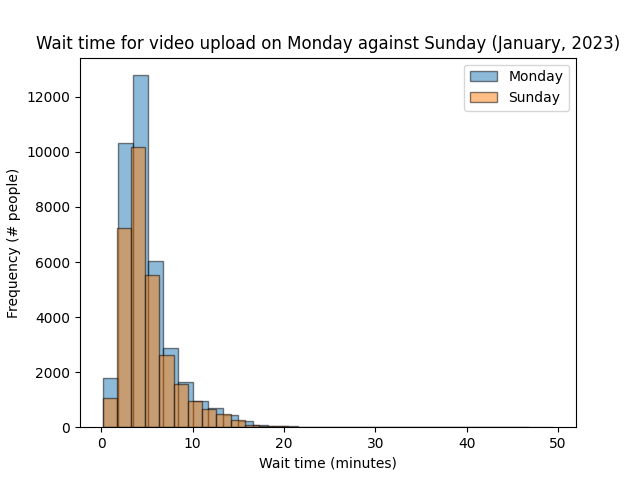 Wait time for video upload on Monday against Sunday (January, 2023)
Monday
Sunday
12000
10000
8000
6000
4000
2000
0
Frequency (# people)
0 10 20 30 40 50
Wait time (minutes)